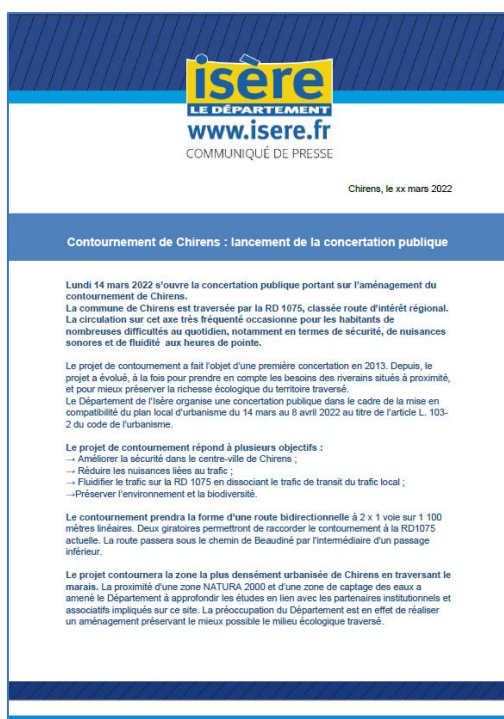 isère
LE DÉPARTEMENT
www.isere.fr
COMMUNIQUÉ DE PRESSE
Chirens, le xx mars 2022
Contournement de Chirens : lancement de la concertation publique
Lundi 14 mars 2022 s'ouvre la concertation publique portant sur l'aménagement du
contournement de Chirens.
La commune de Chirens est traversée par la RD 1075, classée route d'intérêt régional.
La circulation sur cet axe très fréquenté occasionne pour les habitants de
nombreuses difficultés au quotidien, notamment en termes de sécurité, de nuisances
sonores et de fluidité aux heures de pointe.
Le projet de contournement a fait l'objet d'une première concertation en 2013. Depuis, le
projet a évolué, à la fois pour prendre en compte les besoins des riverains situés à proximité,
et pour mieux préserver la richesse écologique du territoire traversé.
Le Département de l'Isère organise une concertation publique dans le cadre de la mise en
compatibilité du plan local d'urbanisme du 14 mars au 8 avril 2022 au titre de l'article L. 103-
2 du code de l'urbanisme.
Le projet de contournement répond à plusieurs objectifs :
→ Améliorer la sécurité dans le centre-ville de Chirens ;
→ Réduire les nuisances liées au trafic ;
→ Fluidifier le trafic sur la RD 1075 en dissociant le trafic de transit du trafic local ;
→Préserver l'environnement et la biodiversité.
Le contournement prendra la forme d'une route bidirectionnelle à 2 x 1 voie sur 1 100
mètres linéaires. Deux giratoires permettront de raccorder le contournement à la RD1075
actuelle. La route passera sous le chemin de Beaudiné par l'intermédiaire d'un passage
inférieur.
Le projet contournera la zone la plus densément urbanisée de Chirens en traversant le
marais. La proximité d'une zone NATURA 2000 et d'une zone de captage des eaux a
amené le Département à approfondir les études en lien avec les partenaires institutionnels et
associatifs impliqués sur ce site. La préoccupation du Département est en effet de réaliser
un aménagement préservant le mieux possible le milieu écologique traversé.